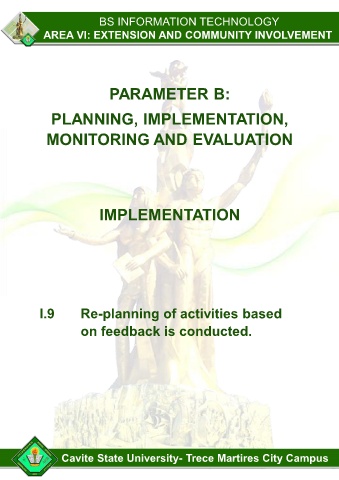 BS INFORMATION TECHNOLOGY
AREA VI: EXTENSION AND COMMUNITY INVOLVEMENT
PARAMETER B:
PLANNING, IMPLEMENTATION,
MONITORING AND EVALUATION
IMPLEMENTATION
I.9 Re-planning of activities based
on feedback is conducted.
Cavite State University- Trece Martires City Campus